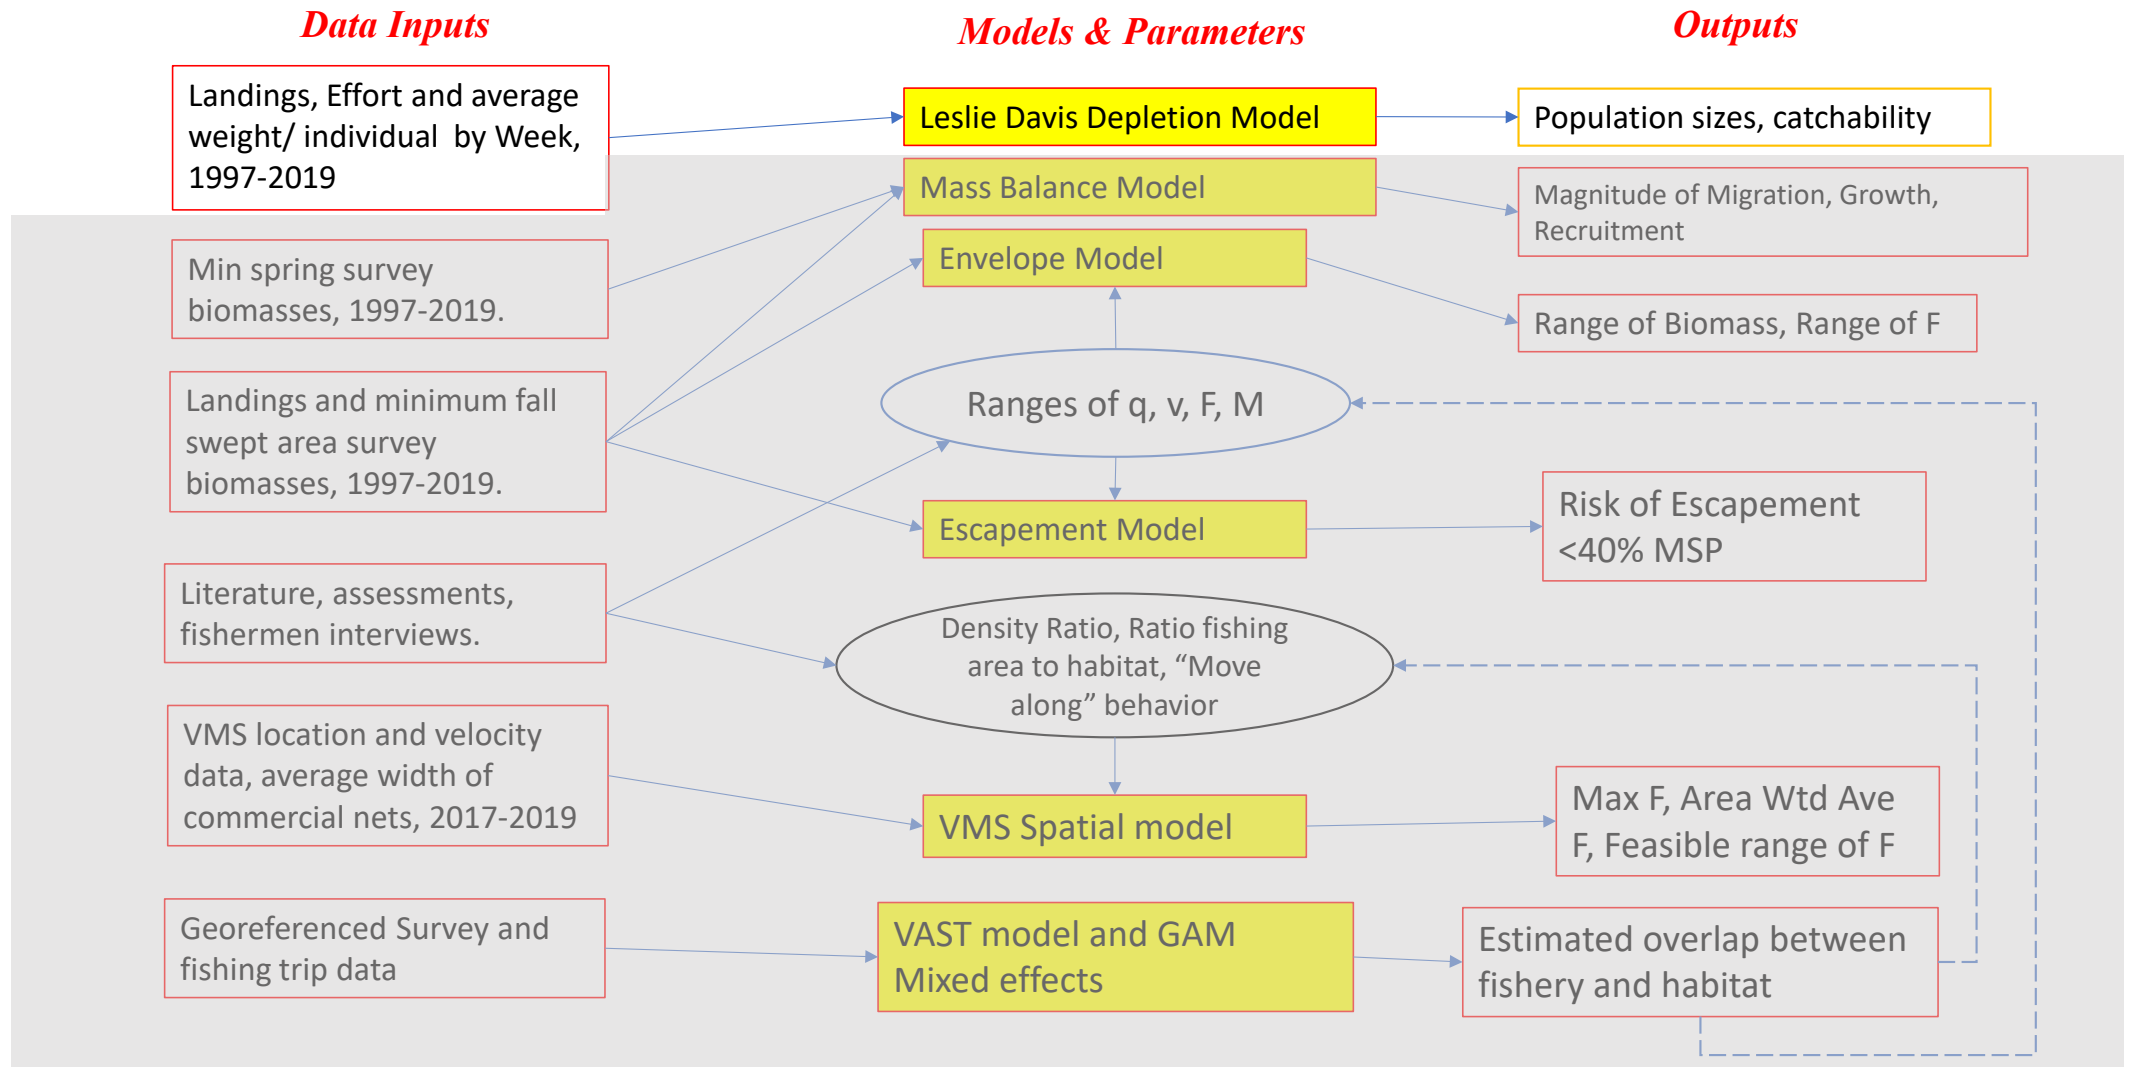 Data Inputs
Models & Parameters
Outputs
Landings, Effort and average
weight/ individual by Week,
1997-2019
Leslie Davis Depletion Model
Population sizes, catchability
Mass Balance Model
Magnitude of Migration, Growth,
Recruitment
Min spring survey
biomasses, 1997-2019.
Envelope Model
Range of Biomass, Range of F
Landings and minimum fall
swept area survey
biomasses, 1997-2019.
Ranges of q, v, F, M
Escapement Model
Risk of Escapement
<40% MSP
Literature, assessments,
fishermen interviews.
Density Ratio, Ratio fishing
area to habitat, “Move
along” behavior
VMS location and velocity
data, average width of
commercial nets, 2017-2019
VMS Spatial model
Max F, Area Wtd Ave
F, Feasible range of F
Georeferenced Survey and
fishing trip data
VAST model and GAM
Mixed effects
Estimated overlap between
fishery and habitat